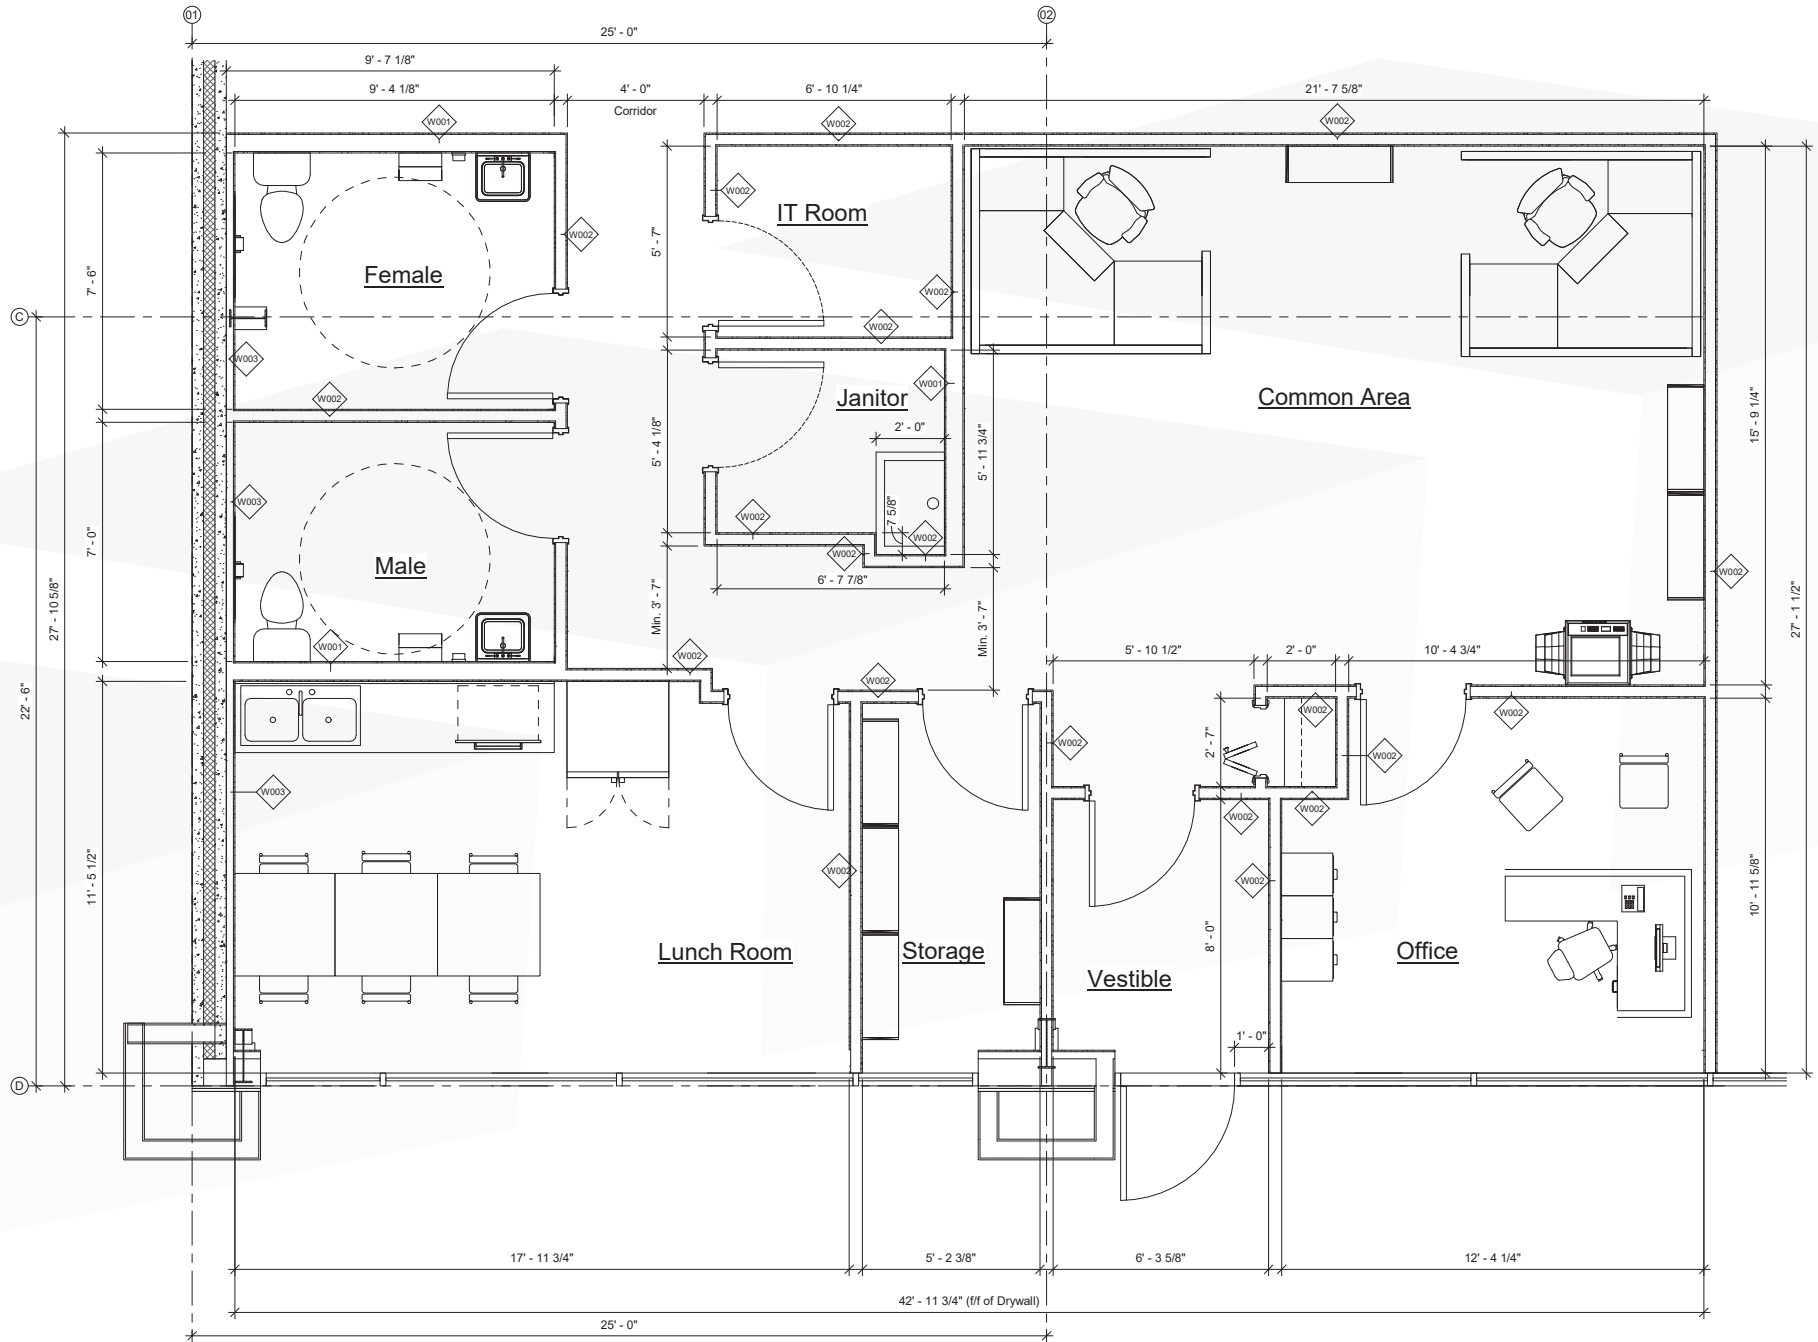 01
02
25' - 0"
9' - 7 1/8"
9' - 4 1/8"
4' - 0"
6' - 10 1/4"
21' - 7 5/8"
Corridor
W001
W002
W002
W002
IT Room
W002
5' - 7"
Female
7' - 6"
W002
C
W002
W003
W002
W001
Janitor
Common Area
2' - 0"
5' - 4 1/8"
5' - 11 3/4"
15' - 9 1/4"
W003
7 5/8"
W002
W002
W002
7' - 0"
Male
27' - 10 5/8"
6' - 7 7/8"
W002
Min. 3' - 7"
Min. 3' - 7"
27' - 1 1/2"
W001
W002
5' - 10 1/2"
2' - 0"
10' - 4 3/4"
W002
22' - 6"
W002
W002
W002
2' - 7"
W002
W003
W002
W002
11' - 5 1/2"
W002
W002
10' - 11 5/8"
8' - 0"
Lunch Room
Storage
Vestible
Office
1' - 0"
D
17' - 11 3/4"
5' - 2 3/8"
6' - 3 5/8"
12' - 4 1/4"
42' - 11 3/4" (f/f of Drywall)
25' - 0"